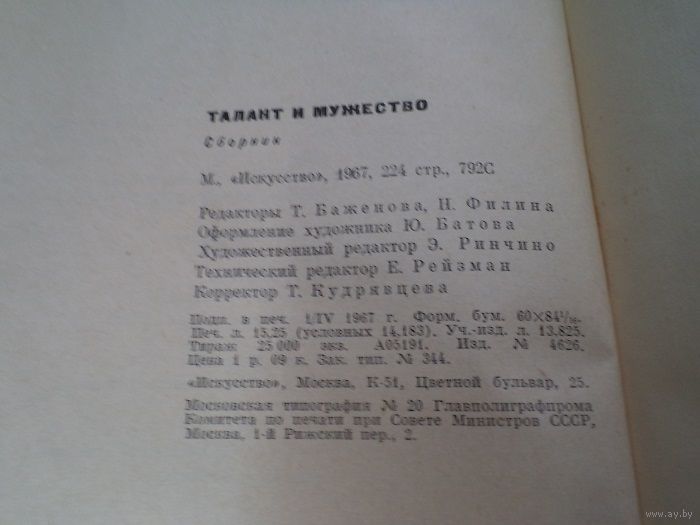 ТАЛАНТ И МУЖЕСТВО
Сборник
М., «Искусство», 1967, 224 стр., 792С
Редакторы Т. Баженова, Н. Филина
Оформление художника Ю. Батова
Художественный редактор Э. Ринчино
Технический редактор Е. Рейзман
Корректор Т. Кудрявцева
Подп. в печ. 1/IV 1967 г. Форм. бум. 60×84¹/₁₆.
Печ. л. 15,25 (условных 14,183). Уч.-изд. л. 13,825.
Тираж 25 000 экз. А05191. Изд. № 4626.
Цена 1 р. 09 к. Зак. тип. № 344.
«Искусство», Москва, К-51, Цветной бульвар, 25.
Московская типография № 20 Главполиграфпрома
Комитета по печати при Совете Министров СССР,
Москва, 1-й Рижский пер., 2.
www.ay.by